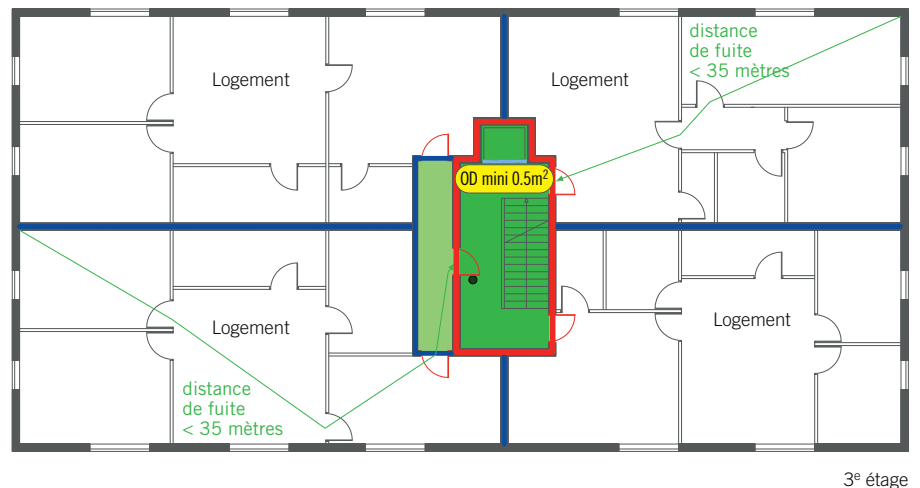 distance
de fuite
< 35 mètres
Logement
Logement
OD mini 0.5m²
Logement
Logement
distance
de fuite
< 35 mètres
3e étage